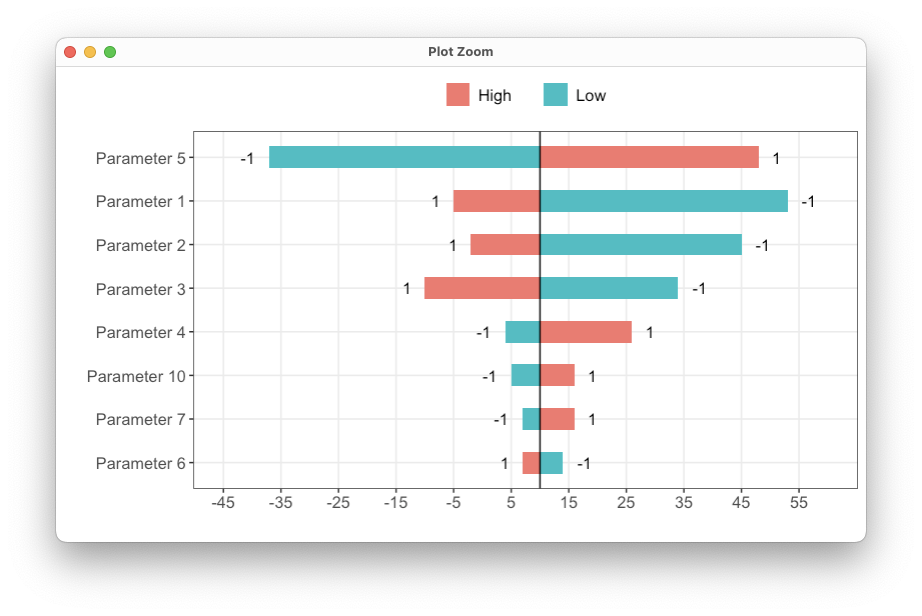 Plot Zoom
High Low
Parameter 5 -1 1
Parameter 1 1 -1
Parameter 2 1 -1
Parameter 3 1 -1
Parameter 4 -1 1
Parameter 10 -1 1
Parameter 7 -1 1
Parameter 6 1 -1
-45 -35 -25 -15 -5 5 15 25 35 45 55